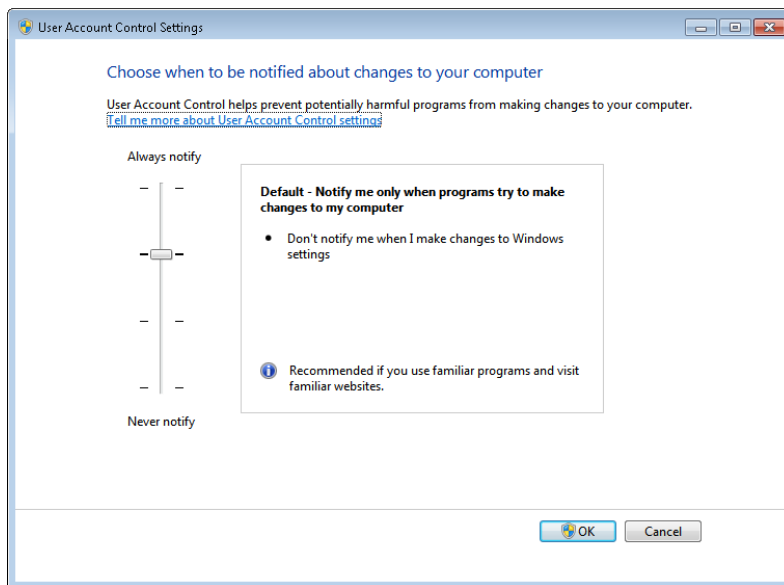 User Account Control Settings
Choose when to be notified about changes to your computer
User Account Control helps prevent potentially harmful programs from making changes to your computer.
Tell me more about User Account Control settings
Always notify
Default - Notify me only when programs try to make
changes to my computer
• Don't notify me when I make changes to Windows
settings
Recommended if you use familiar programs and visit
familiar websites.
Never notify
OK
Cancel